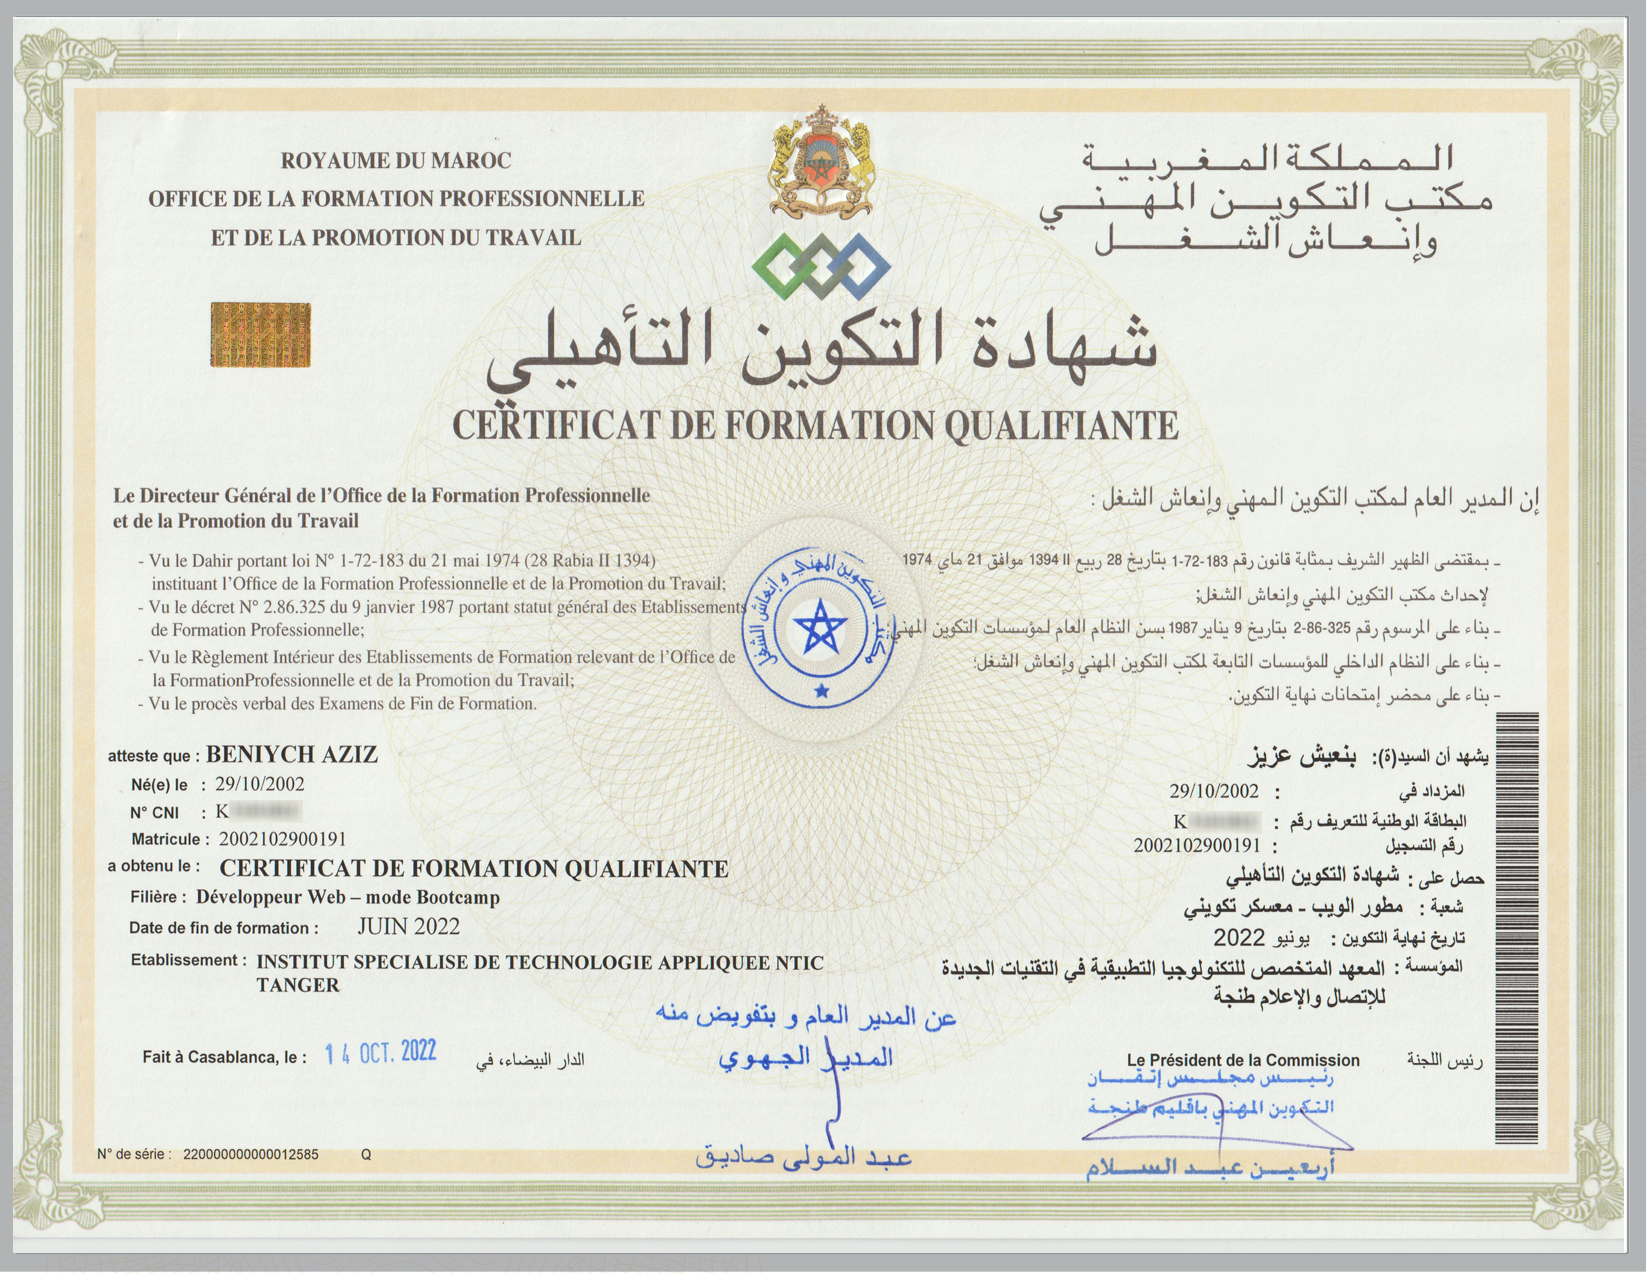 ROYAUME DU MAROC
OFFICE DE LA FORMATION PROFESSIONNELLE
ET DE LA PROMOTION DU TRAVAIL
المملكة المغربية
مكتب التكوين المهني
وإنعاش الشغل
شهادة التكوين التأهيلي
CERTIFICAT DE FORMATION QUALIFIANTE
Le Directeur Général de l'Office de la Formation Professionnelle
et de la Promotion du Travail
- Vu le Dahir portant loi N° 1-72-183 du 21 mai 1974 (28 Rabia II 1394)
instituant l'Office de la Formation Professionnelle et de la Promotion du Travail;
- Vu le décret N° 2.86.325 du 9 janvier 1987 portant statut général des Etablissements
de Formation Professionnelle;
- Vu le Règlement Intérieur des Etablissements de Formation relevant de l'Office de
la FormationProfessionnelle et de la Promotion du Travail;
- Vu le procès verbal des Examens de Fin de Formation.
إن المدير العام لمكتب التكوين المهني وإنعاش الشغل :
ـ بمقتضى الظهير الشريف بمثابة قانون رقم 183-72-1 بتاريخ 28 ربيع II 1394 موافق 21 ماي 1974
لإحداث مكتب التكوين المهني وإنعاش الشغل;
ـ بناء على المرسوم رقم 325-86-2 بتاريخ 9 يناير 1987 بسن النظام العام لمؤسسات التكوين المهني;
ـ بناء على النظام الداخلي للمؤسسات التابعة لمكتب التكوين المهني وإنعاش الشغل;
- بناء على محضر إمتحانات نهاية التكوين.
مكتب التكوين المهني و إنعاش الشغل
atteste que : BENIYCH AZIZ
Né(e) le : 29/10/2002
N° CNI : K
Matricule : 2002102900191
a obtenu le : CERTIFICAT DE FORMATION QUALIFIANTE
Filière : Développeur Web – mode Bootcamp
Date de fin de formation : JUIN 2022
Etablissement : INSTITUT SPECIALISE DE TECHNOLOGIE APPLIQUEE NTIC
TANGER
يشهد أن السيد(ة): بنعيش عزيز
المزداد في : 29/10/2002
البطاقة الوطنية للتعريف رقم : K
رقم التسجيل : 2002102900191
حصل على : شهادة التكوين التأهيلي
شعبة : مطور الويب - معسكر تكويني
تاريخ نهاية التكوين : يونيو 2022
المؤسسة : المعهد المتخصص للتكنولوجيا التطبيقية في التقنيات الجديدة
للإتصال والإعلام طنجة
Fait à Casablanca, le : 14 OCT. 2022 الدار البيضاء، في
عن المدير العام و بتفويض منه
المدير الجهوي
عبد المولى صاديق
Le Président de la Commission رئيس اللجنة
رئيس مجلس إتقان
التكوين المهني باقليم طنجة
أربعين عبد السلام
N° de série : 220000000000012585 Q